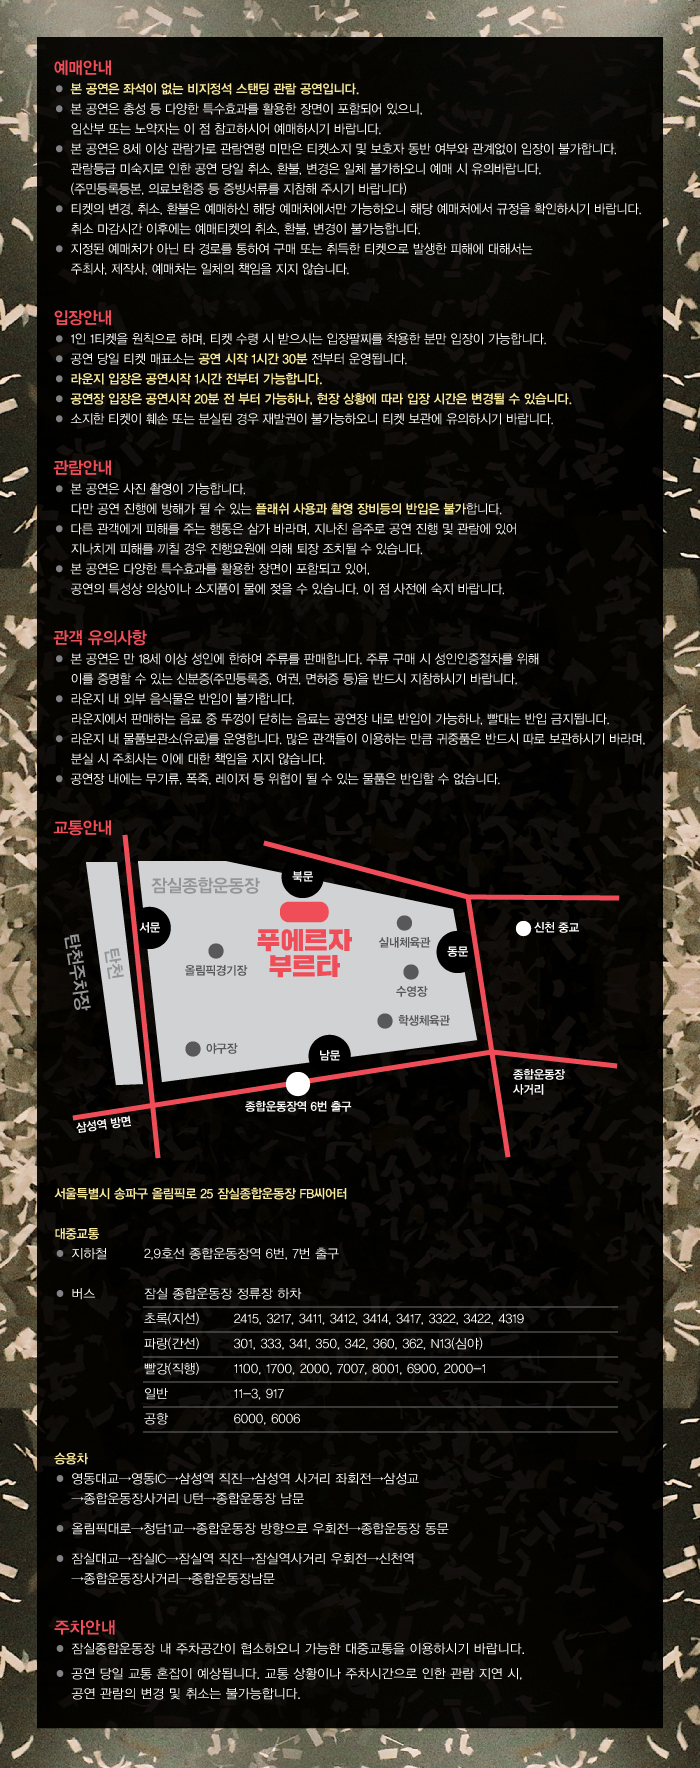 예매안내
본 공연은 좌석이 없는 비지정석 스탠딩 관람 공연입니다.
본 공연은 총성 등 다양한 특수효과를 활용한 장면이 포함되어 있으니,
임산부 또는 노약자는 이 점 참고하시어 예매하시기 바랍니다.
본 공연은 8세 이상 관람가로 관람연령 미만은 티켓소지 및 보호자 동반 여부와 관계없이 입장이 불가합니다.
관람등급 미숙지로 인한 공연 당일 취소, 환불, 변경은 일체 불가하오니 예매 시 유의바랍니다.
(주민등록등본, 의료보험증 등 증빙서류를 지참해 주시기 바랍니다)
티켓의 변경, 취소, 환불은 예매하신 해당 예매처에서만 가능하오니 해당 예매처에서 규정을 확인하시기 바랍니다.
취소 마감시간 이후에는 예매티켓의 취소, 환불, 변경이 불가능합니다.
지정된 예매처가 아닌 타 경로를 통하여 구매 또는 취득한 티켓으로 발생한 피해에 대해서는
주최사, 제작사, 예매처는 일체의 책임을 지지 않습니다.
입장안내
1인 1티켓을 원칙으로 하며, 티켓 수령 시 받으시는 입장팔찌를 착용한 분만 입장이 가능합니다.
공연 당일 티켓 매표소는 공연 시작 1시간 30분 전부터 운영됩니다.
라운지 입장은 공연시작 1시간 전부터 가능합니다.
공연장 입장은 공연시작 20분 전 부터 가능하나, 현장 상황에 따라 입장 시간은 변경될 수 있습니다.
소지한 티켓이 훼손 또는 분실된 경우 재발권이 불가능하오니 티켓 보관에 유의하시기 바랍니다.
관람안내
본 공연은 사진 촬영이 가능합니다.
다만 공연 진행에 방해가 될 수 있는 플래쉬 사용과 촬영 장비등의 반입은 불가합니다.
다른 관객에게 피해를 주는 행동은 삼가 바라며, 지나친 음주로 공연 진행 및 관람에 있어
지나치게 피해를 끼칠 경우 진행요원에 의해 퇴장 조치될 수 있습니다.
본 공연은 다양한 특수효과를 활용한 장면이 포함되고 있어,
공연의 특성상 의상이나 소지품이 물에 젖을 수 있습니다. 이 점 사전에 숙지 바랍니다.
관객 유의사항
본 공연은 만 18세 이상 성인에 한하여 주류를 판매합니다. 주류 구매 시 성인인증절차를 위해
이를 증명할 수 있는 신분증(주민등록증, 여권, 면허증 등)을 반드시 지참하시기 바랍니다.
라운지 내 외부 음식물은 반입이 불가합니다.
라운지에서 판매하는 음료 중 뚜껑이 닫히는 음료는 공연장 내로 반입이 가능하나, 빨대는 반입 금지됩니다.
라운지 내 물품보관소(유료)를 운영합니다. 많은 관객들이 이용하는 만큼 귀중품은 반드시 따로 보관하시기 바라며,
분실 시 주최사는 이에 대한 책임을 지지 않습니다.
공연장 내에는 무기류, 폭죽, 레이저 등 위협이 될 수 있는 물품은 반입할 수 없습니다.
교통안내
잠실종합운동장
북문
서문
푸에르자
부르타
실내체육관
신천 중교
동문
탄천주차장
탄천
올림픽경기장
수영장
학생체육관
야구장
남문
종합운동장
사거리
종합운동장역 6번 출구
삼성역 방면
서울특별시 송파구 올림픽로 25 잠실종합운동장 FB씨어터
대중교통
지하철 2,9호선 종합운동장역 6번, 7번 출구
버스 잠실 종합운동장 정류장 하차
초록(지선) 2415, 3217, 3411, 3412, 3414, 3417, 3322, 3422, 4319
파랑(간선) 301, 333, 341, 350, 342, 360, 362, N13(심야)
빨강(직행) 1100, 1700, 2000, 7007, 8001, 6900, 2000-1
일반 11-3, 917
공항 6000, 6006
승용차
영동대교→영동IC→삼성역 직진→삼성역 사거리 좌회전→삼성교
→종합운동장사거리 U턴→종합운동장 남문
올림픽대로→청담1교→종합운동장 방향으로 우회전→종합운동장 동문
잠실대교→잠실IC→잠실역 직진→잠실역사거리 우회전→신천역
→종합운동장사거리→종합운동장남문
주차안내
잠실종합운동장 내 주차공간이 협소하오니 가능한 대중교통을 이용하시기 바랍니다.
공연 당일 교통 혼잡이 예상됩니다. 교통 상황이나 주차시간으로 인한 관람 지연 시,
공연 관람의 변경 및 취소는 불가능합니다.